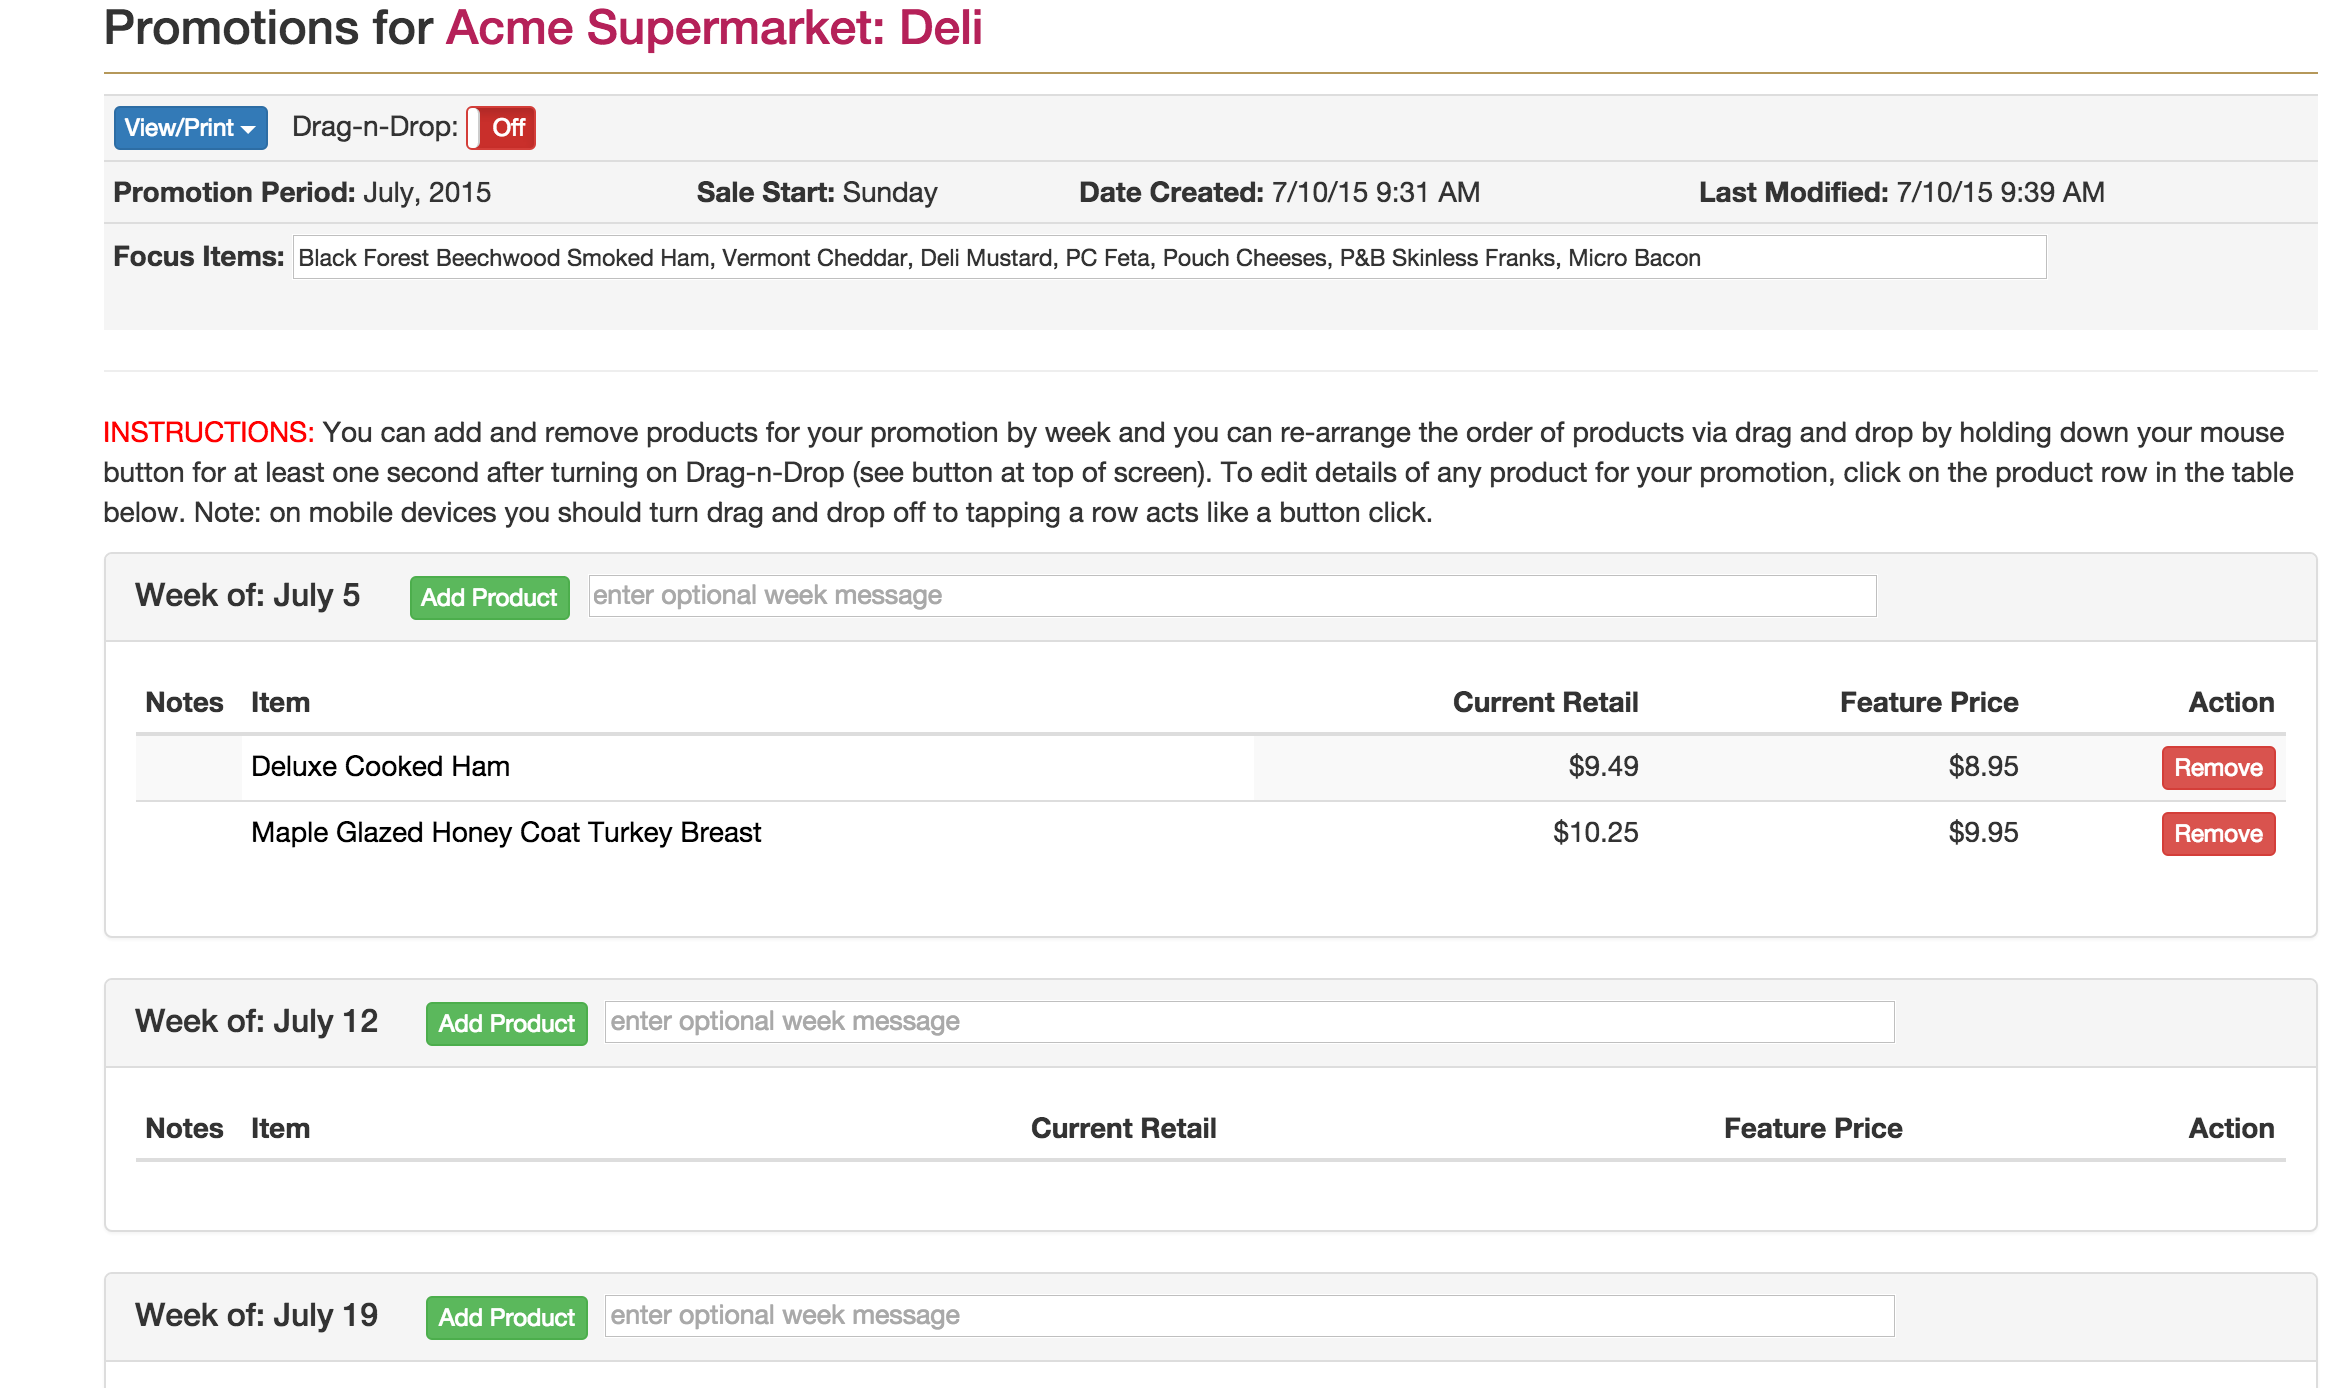 Promotions for Acme Supermarket: Deli
View/Print Drag-n-Drop: Off
Promotion Period: July, 2015 Sale Start: Sunday Date Created: 7/10/15 9:31 AM Last Modified: 7/10/15 9:39 AM
Focus Items: Black Forest Beechwood Smoked Ham, Vermont Cheddar, Deli Mustard, PC Feta, Pouch Cheeses, P&B Skinless Franks, Micro Bacon
INSTRUCTIONS: You can add and remove products for your promotion by week and you can re-arrange the order of products via drag and drop by holding down your mouse
button for at least one second after turning on Drag-n-Drop (see button at top of screen). To edit details of any product for your promotion, click on the product row in the table
below. Note: on mobile devices you should turn drag and drop off to tapping a row acts like a button click.
Week of: July 5 Add Product enter optional week message
Notes Item Current Retail Feature Price Action
Deluxe Cooked Ham $9.49 $8.95 Remove
Maple Glazed Honey Coat Turkey Breast $10.25 $9.95 Remove
Week of: July 12 Add Product enter optional week message
Notes Item Current Retail Feature Price Action
Week of: July 19 Add Product enter optional week message